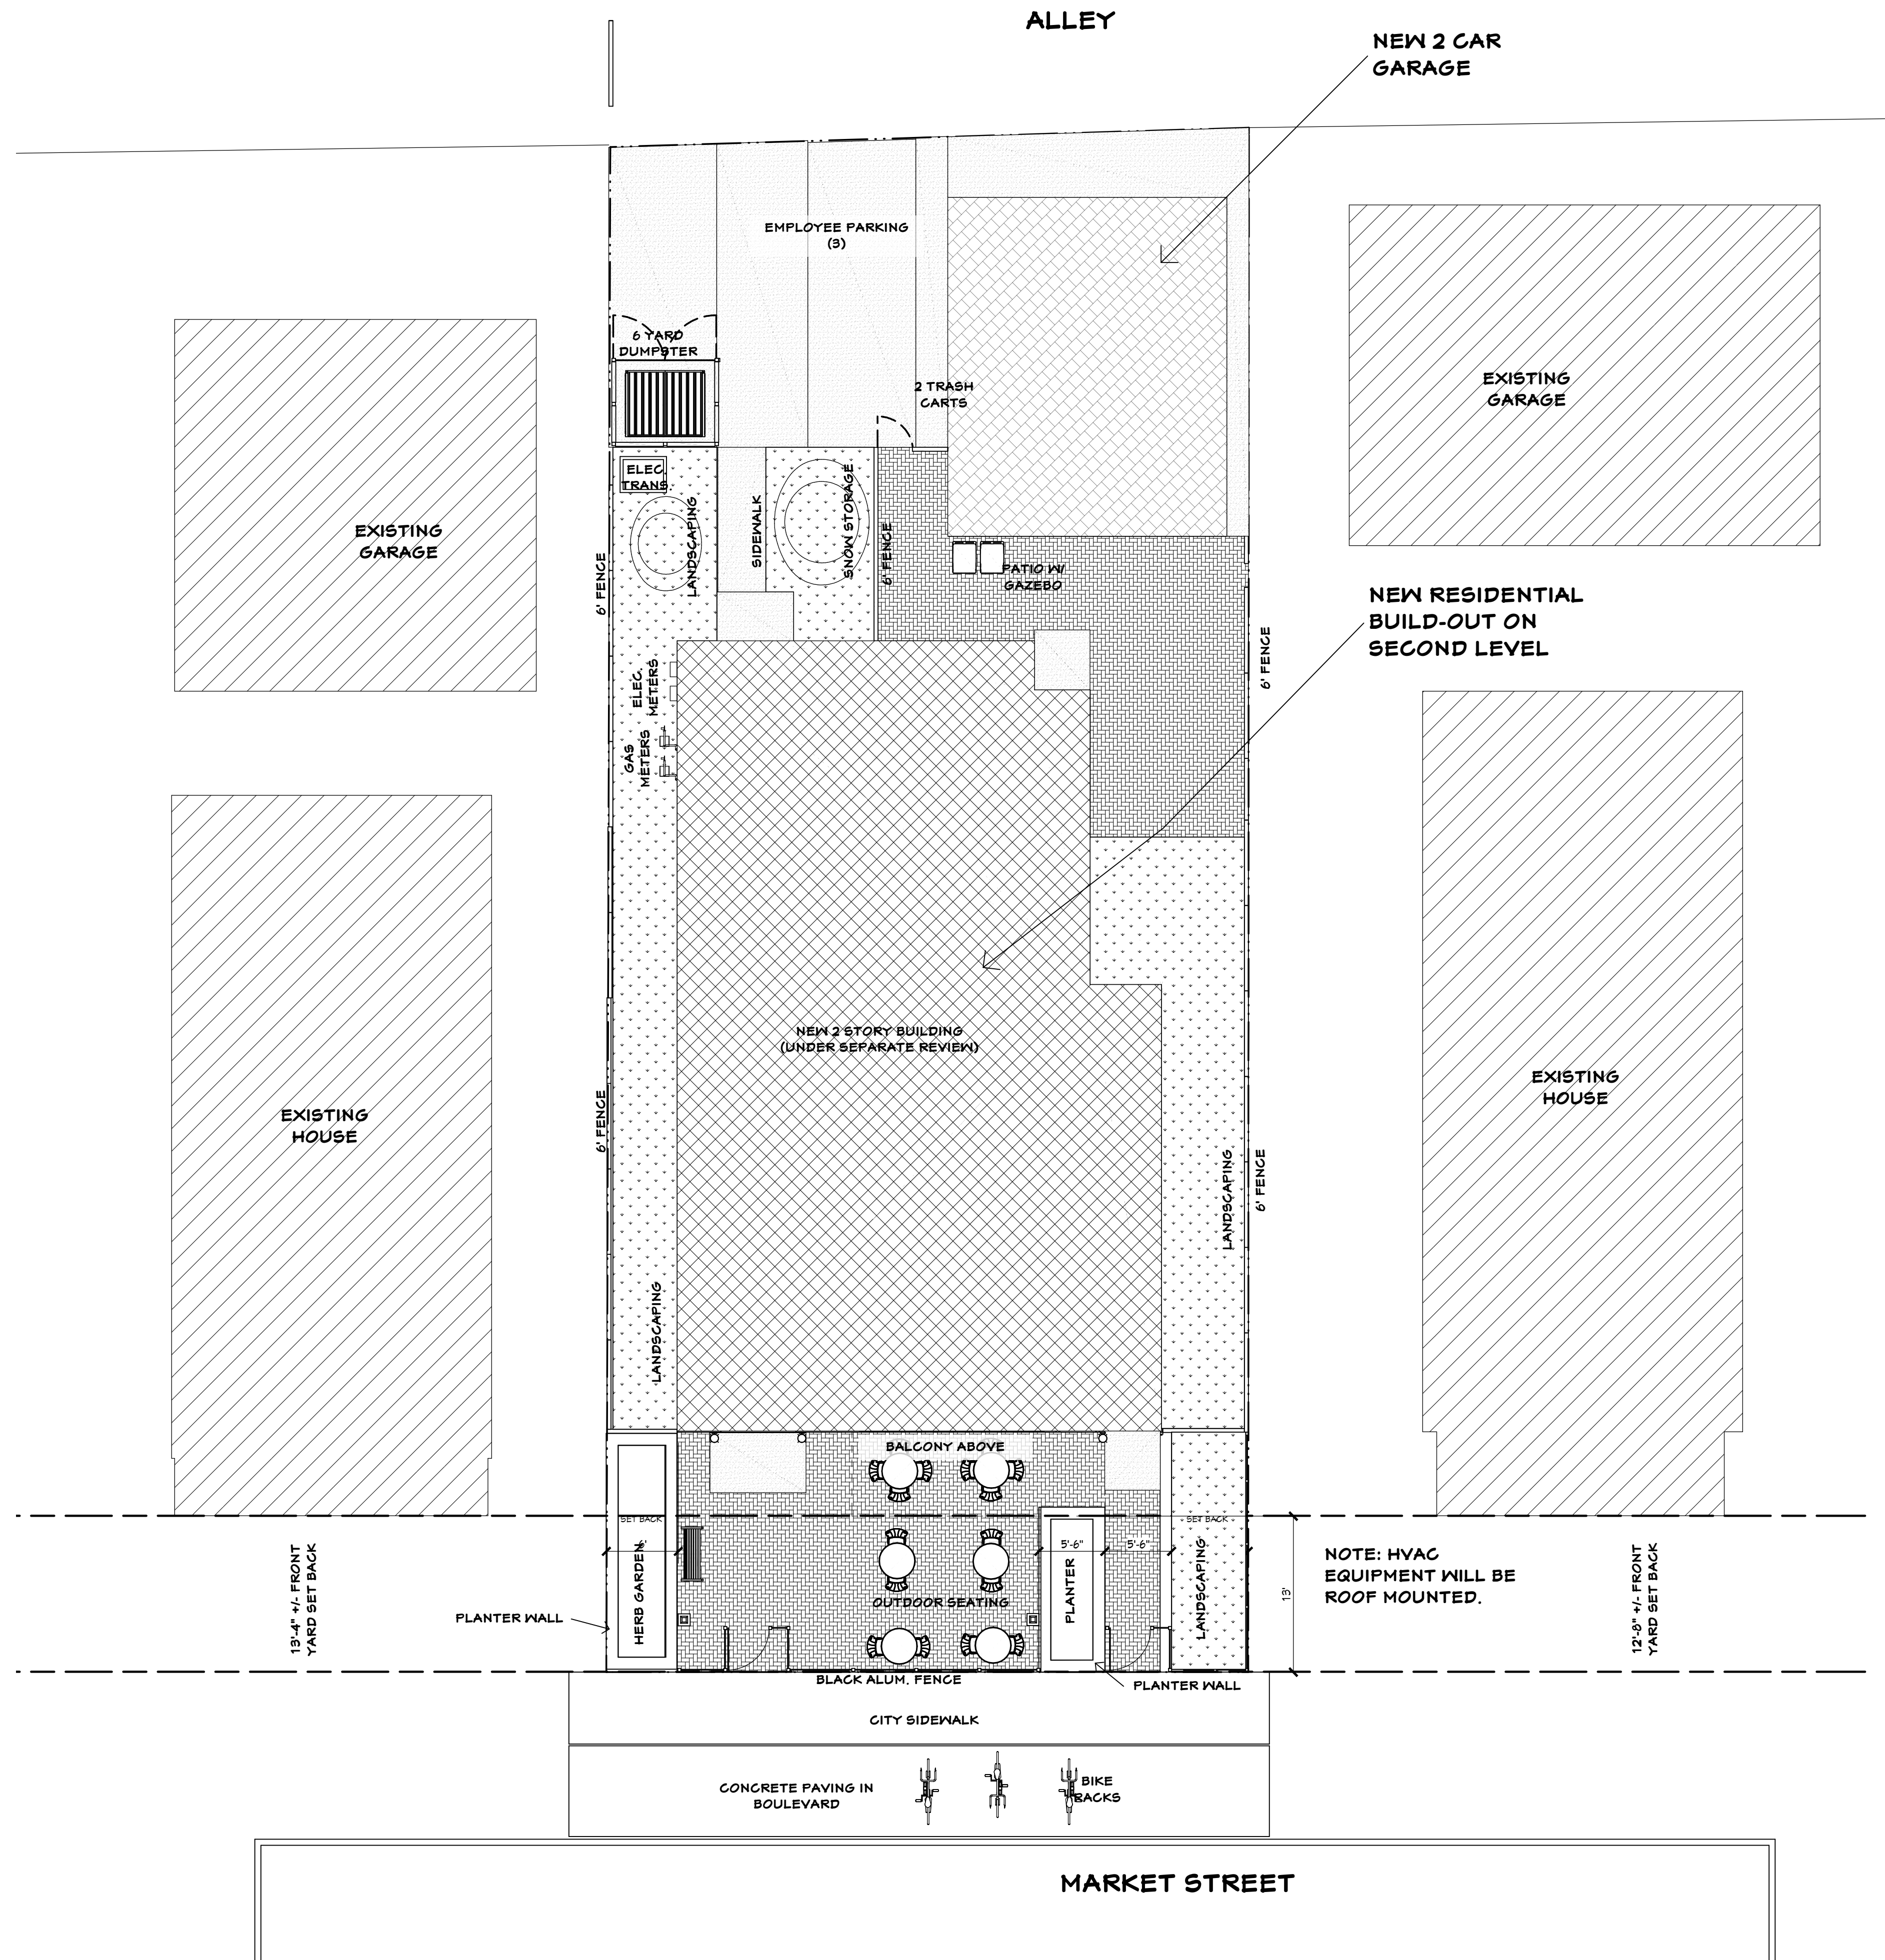 ALLEY
NEW 2 CAR
GARAGE
EMPLOYEE PARKING
(3)
6 YARD
DUMPSTER
2 TRASH
CARTS
EXISTING
GARAGE
EXISTING
GARAGE
ELEC.
TRANS.
LANDSCAPING
SIDEWALK
SNOW STORAGE
6' FENCE
6' FENCE
PATIO W/
GAZEBO
NEW RESIDENTIAL
BUILD-OUT ON
SECOND LEVEL
6' FENCE
ELEC.
METERS
GAS
METERS
NEW 2 STORY BUILDING
(UNDER SEPARATE REVIEW)
EXISTING
HOUSE
EXISTING
HOUSE
6' FENCE
6' FENCE
LANDSCAPING
LANDSCAPING
BALCONY ABOVE
SET BACK
SET BACK
6'
5'-6"
5'-6"
13'
HERB GARDEN
PLANTER
LANDSCAPING
OUTDOOR SEATING
13'-4" +/- FRONT
YARD SET BACK
PLANTER WALL
NOTE: HVAC
EQUIPMENT WILL BE
ROOF MOUNTED.
12'-8" +/- FRONT
YARD SET BACK
BLACK ALUM. FENCE
PLANTER WALL
CITY SIDEWALK
CONCRETE PAVING IN
BOULEVARD
BIKE
RACKS
MARKET STREET